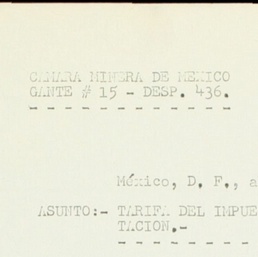 CAMARA MINERA DE MEXICO
GANTE # 15 - DESP. 436.
- - - - - - - - - - - - - - -
México, D. F., a
ASUNTO:- TARIFA DEL IMPUE
TACION.-
- - - - - - - -